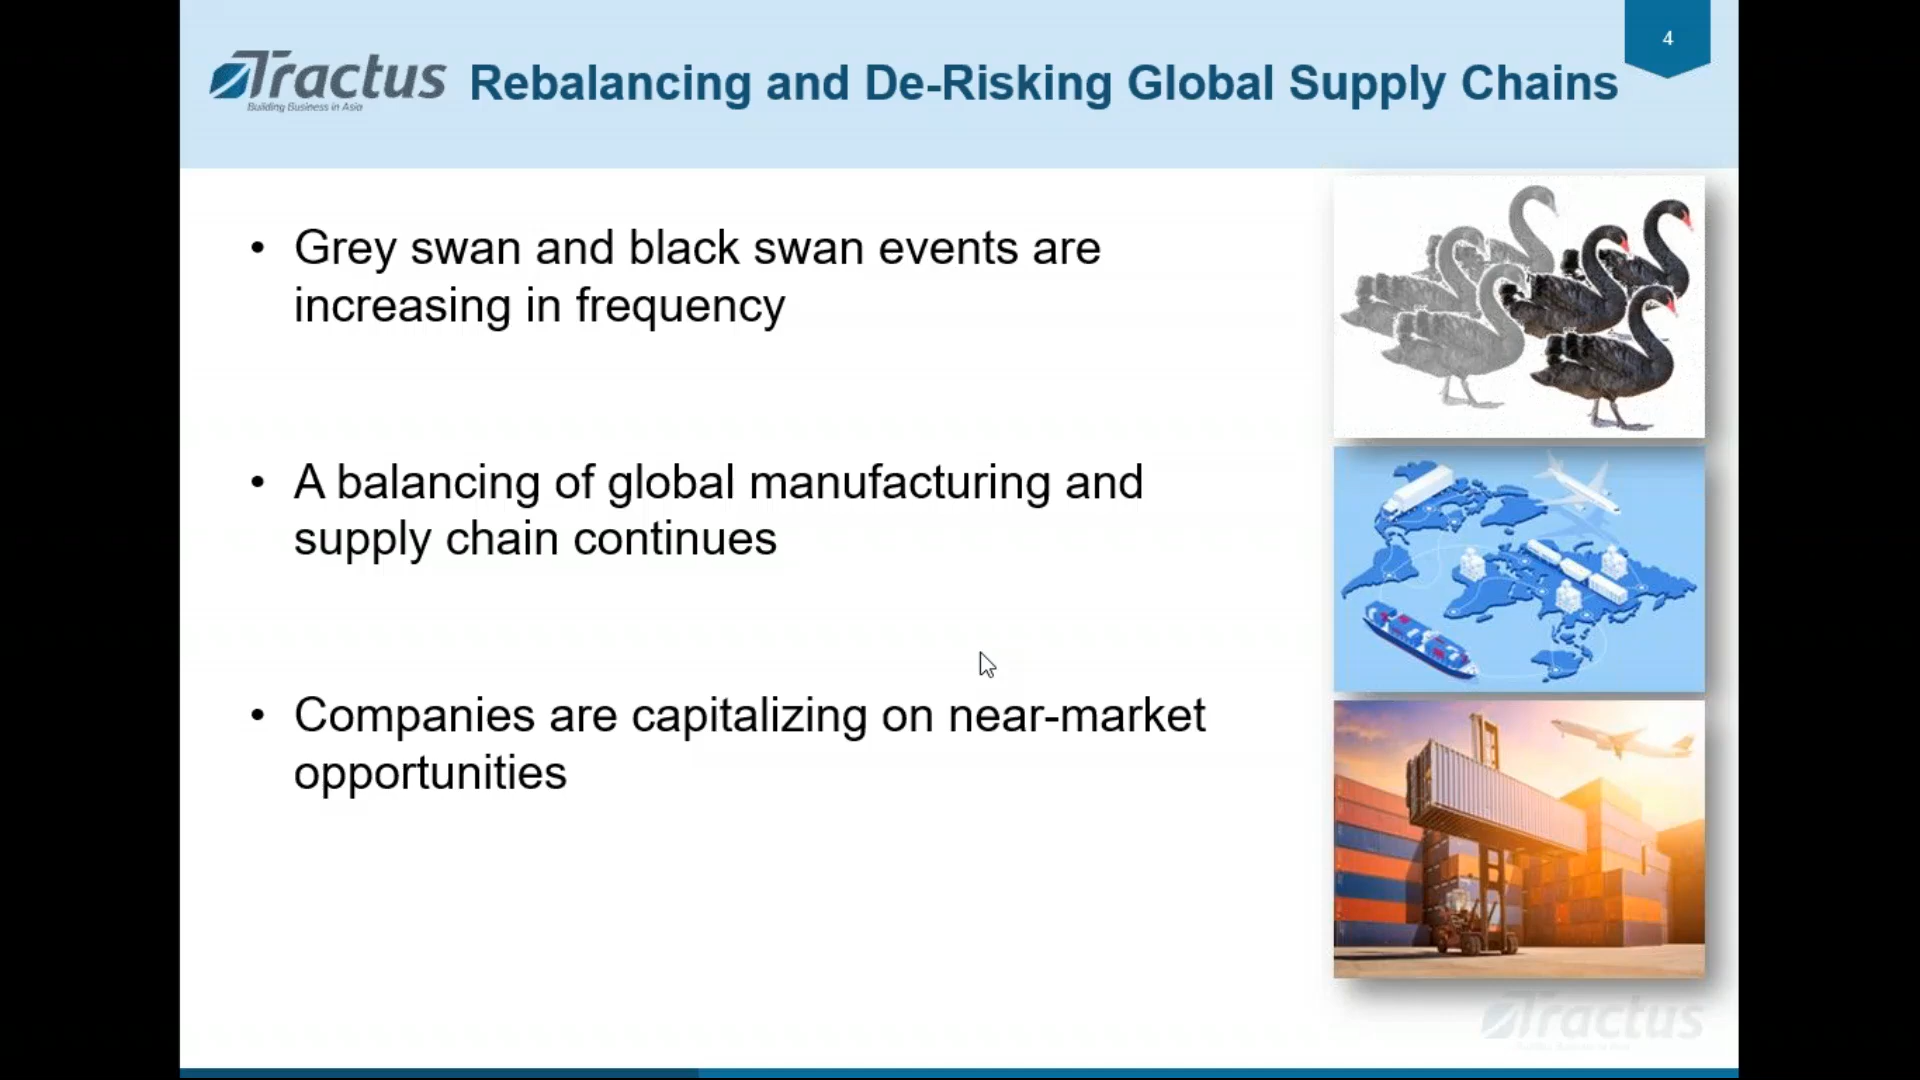 4
Tractus Rebalancing and De-Risking Global Supply Chains
Building Business in Asia
• Grey swan and black swan events are
increasing in frequency
• A balancing of global manufacturing and
supply chain continues
• Companies are capitalizing on near-market
opportunities
Tractus